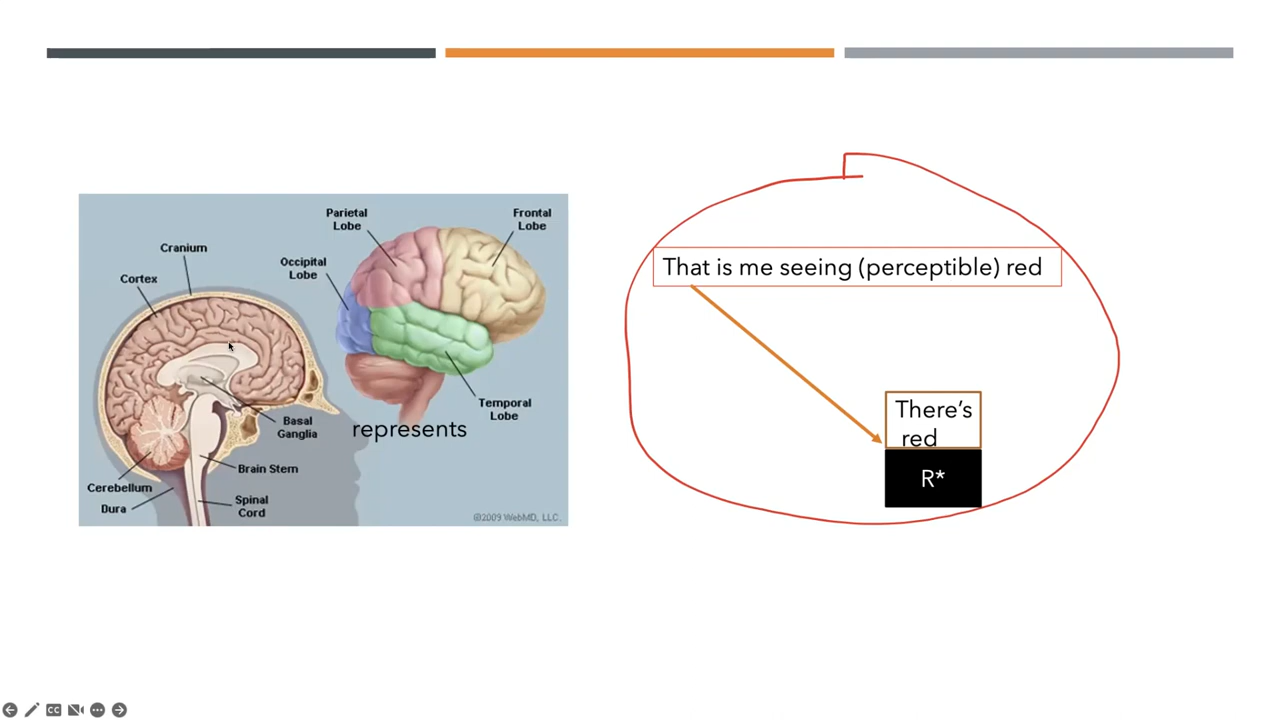 Parietal
Lobe
Frontal
Lobe
Cranium
Occipital
Lobe
Cortex
Temporal
Lobe
Basal
Ganglia
represents
Brain Stem
Cerebellum
Dura
Spinal
Cord
©2009 WebMD, LLC.
That is me seeing (perceptible) red
There's
red
R*
CC